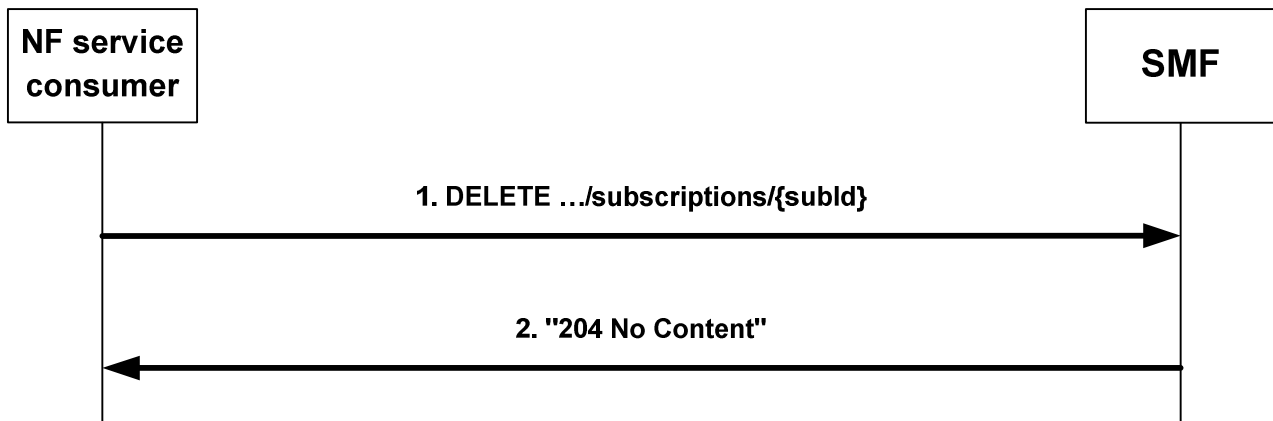 NF service
consumer
SMF
1. DELETE …/subscriptions/{subId}
2. "204 No Content"